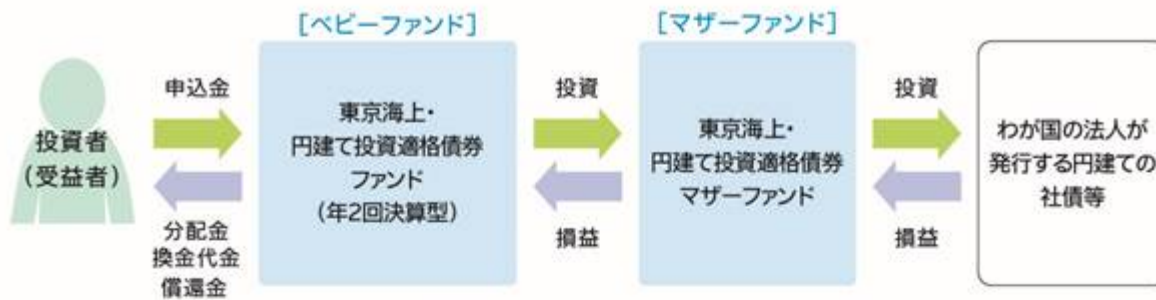 投資者
（受益者）
申込金
分配金
換金代金
償還金
［ベビーファンド］
東京海上・
円建て投資適格債券
ファンド
（年2回決算型）
投資
損益
［マザーファンド］
東京海上・
円建て投資適格債券
マザーファンド
投資
損益
わが国の法人が
発行する円建ての
社債等